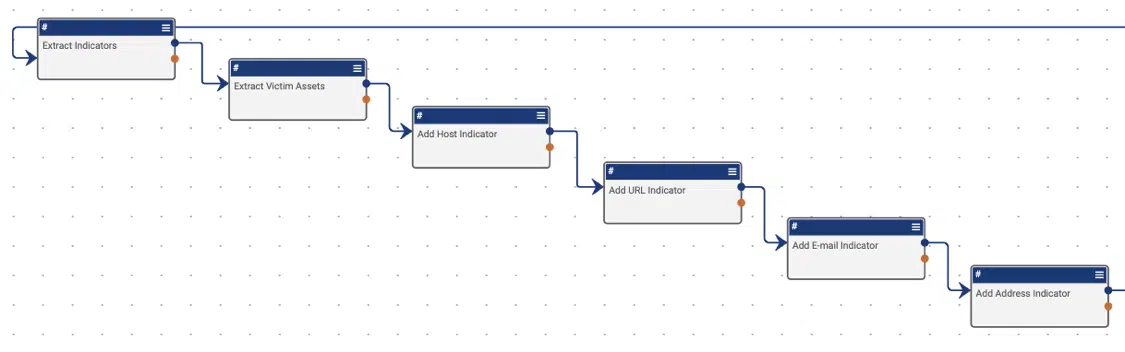 #
Extract Indicators
#
Extract Victim Assets
#
Add Host Indicator
#
Add URL Indicator
#
Add E-mail Indicator
#
Add Address Indicator